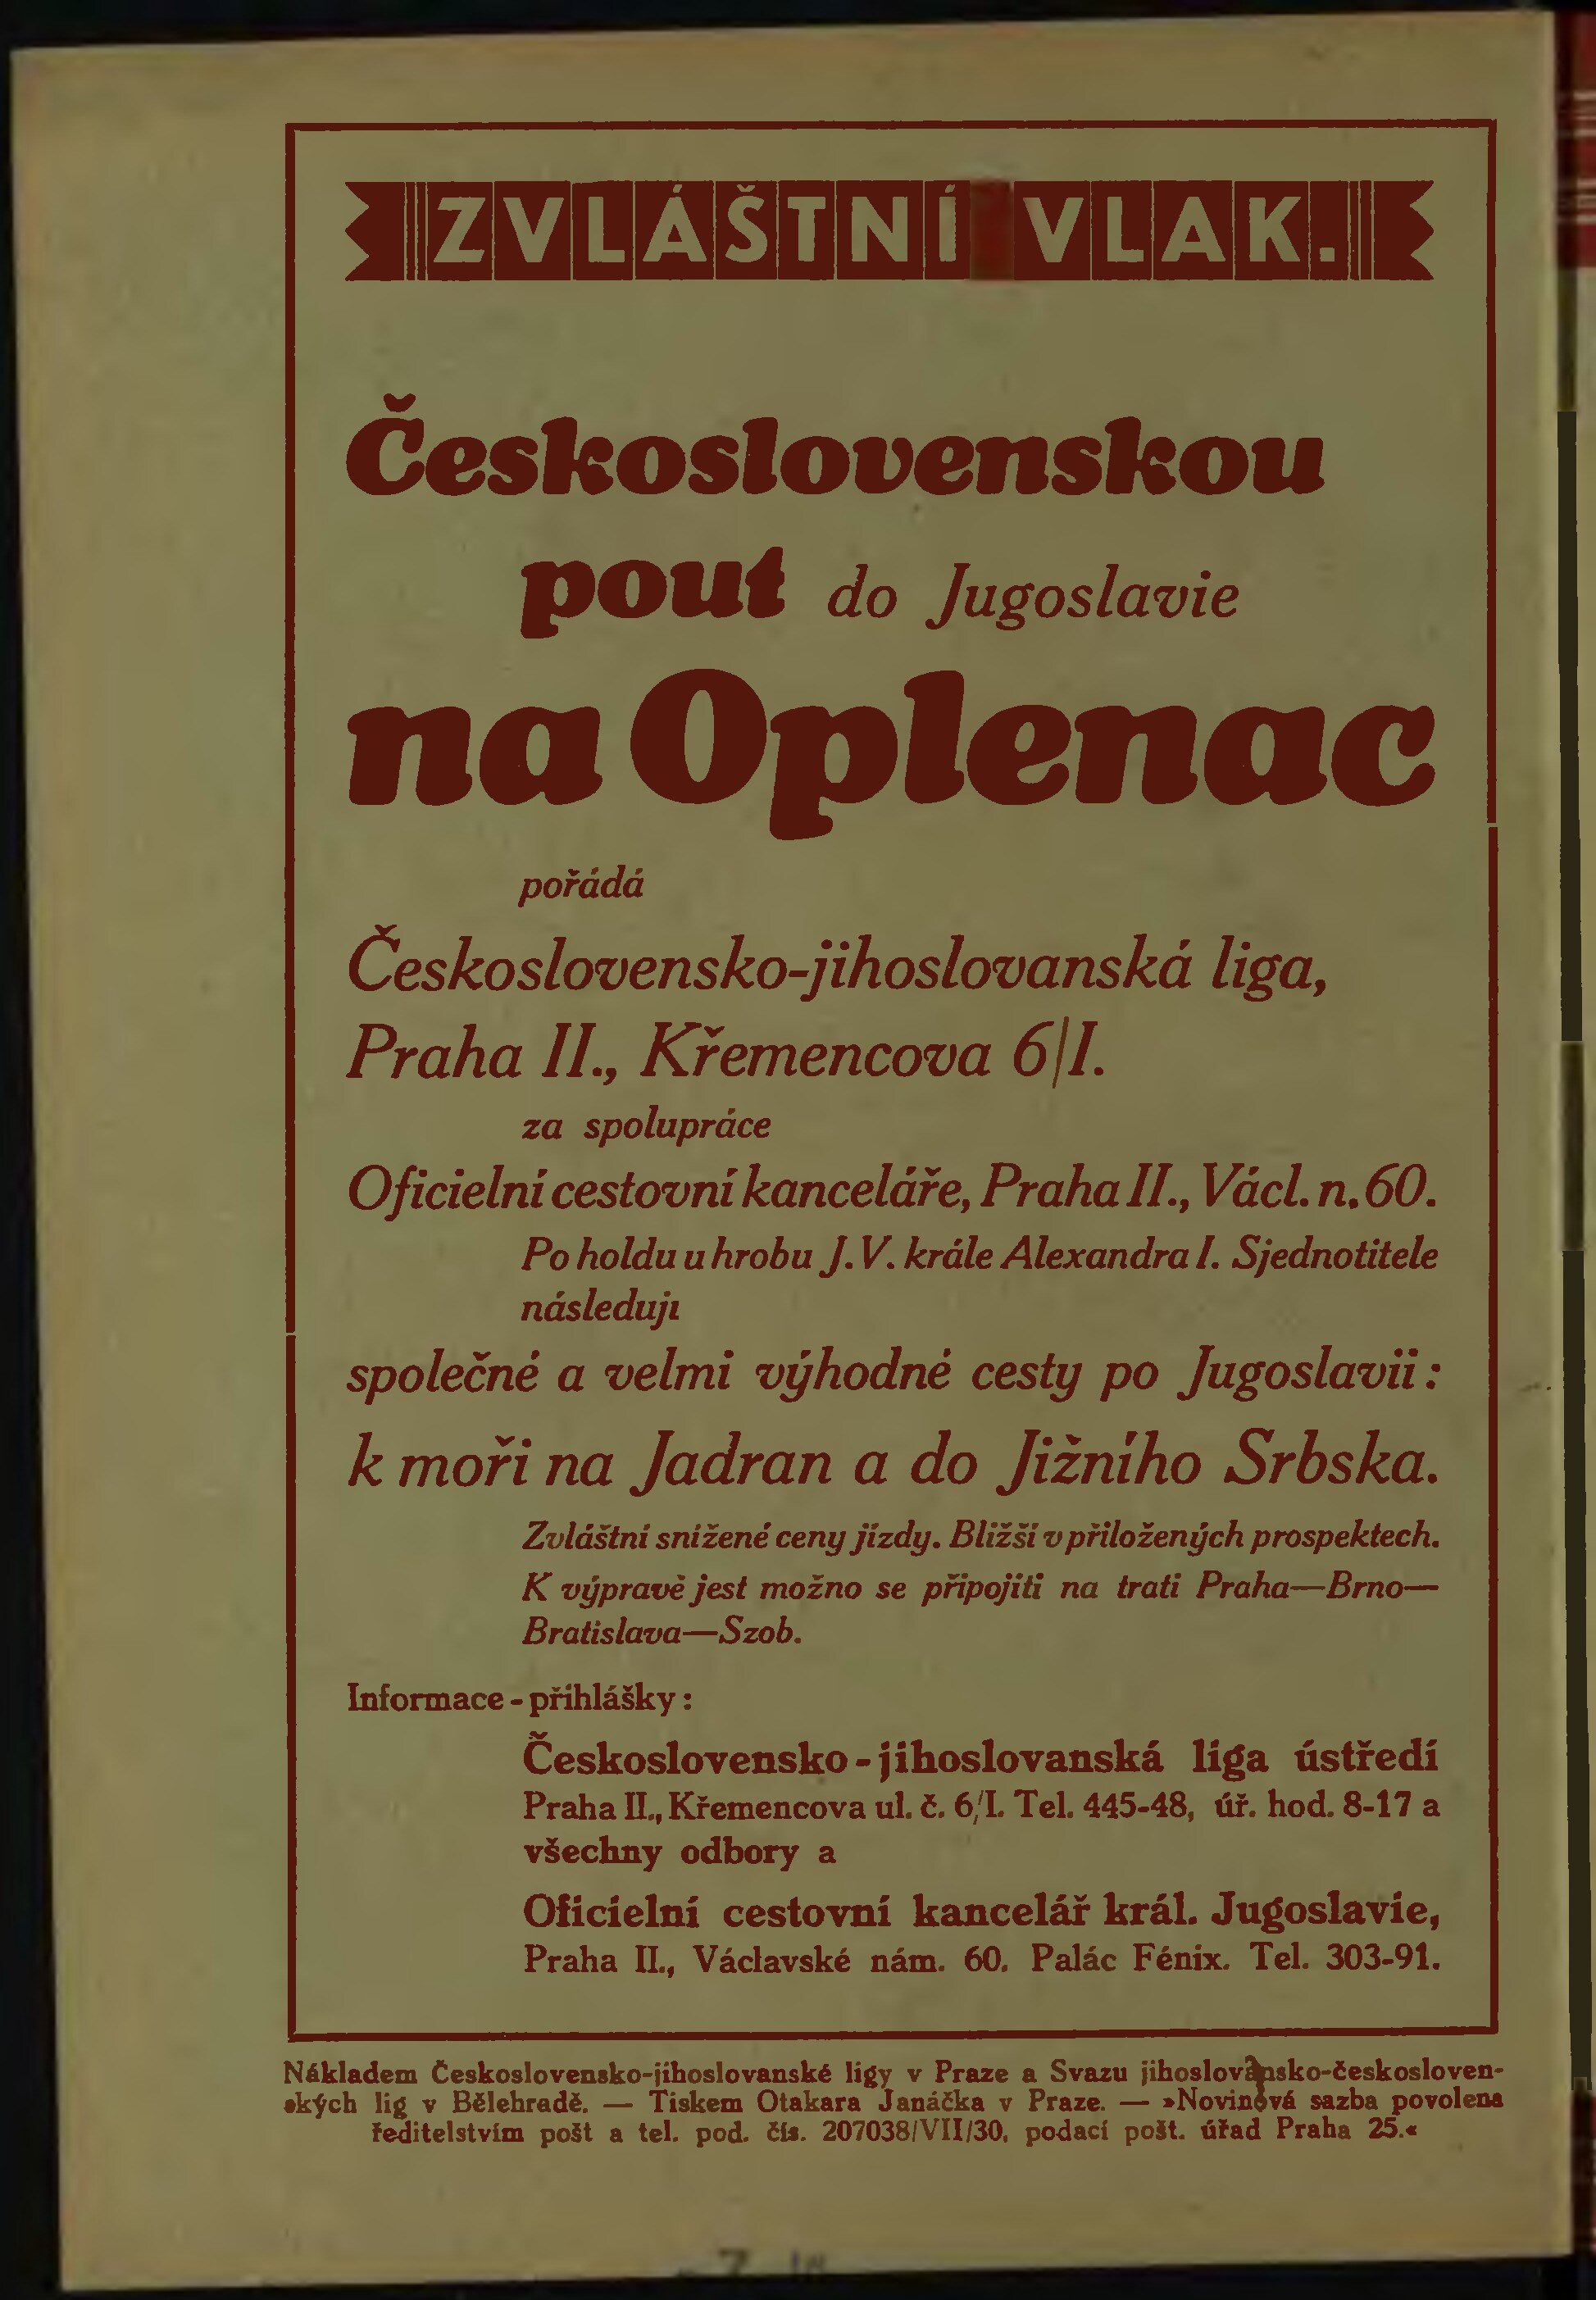 ZVLÁŠTNÍ VLAK.
Československou
pout do Jugoslavie
na Oplenac
pořádá
Československo-jihoslovanská liga,
Praha II., Křemencova 6/I.
za spolupráce
Oficielní cestovní kanceláře, Praha II., Václ. n. 60.
Po holdu u hrobu J. V. krále Alexandra I. Sjednotitele
následují
společné a velmi výhodné cesty po Jugoslavii:
k moři na Jadran a do Jižního Srbska.
Zvláštní snížené ceny jízdy. Bližší v přiložených prospektech.
K výpravě jest možno se připojiti na trati Praha—Brno—
Bratislava—Szob.
Informace - přihlášky:
Československo-jihoslovanská liga ústředí
Praha II., Křemencova ul. č. 6/I. Tel. 445-48, úř. hod. 8-17 a
všechny odbory a
Oficielní cestovní kancelář král. Jugoslavie,
Praha II., Václavské nám. 60. Palác Fénix. Tel. 303-91.
Nákladem Československo-jihoslovanské ligy v Praze a Svazu jihoslovansko-českosloven-
ských lig v Bělehradě. — Tiskem Otakara Janáčka v Praze. — »Novinová sazba povolena
ředitelstvím pošt a tel. pod. čís. 207038/VII/30, podací pošt. úřad Praha 25.«